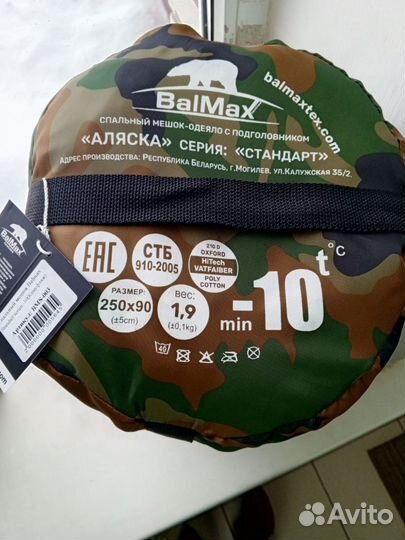 BalMax
balmaxtex.com
СПАЛЬНЫЙ МЕШОК-ОДЕЯЛО С ПОДГОЛОВНИКОМ
"АЛЯСКА" СЕРИЯ: "СТАНДАРТ"
АДРЕС ПРОИЗВОДСТВА: РЕСПУБЛИКА БЕЛАРУСЬ, г.МОГИЛЕВ, УЛ.КАЛУЖСКАЯ 35/2.
EAC
СТБ
910-2005
210 D
OXFORD
HiTech
VATFAIBER
POLY
COTTON
t°C
РАЗМЕР:
250x90
(±5cm)
ВЕС:
1,9
(±0,1kg)
min
-10
40
BalMax
Avito